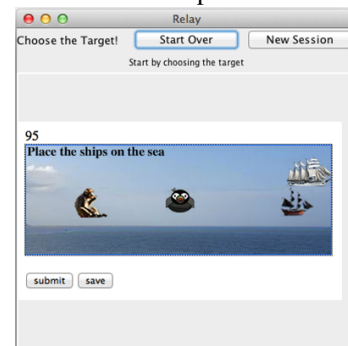 Relay
Choose the Target! Start Over New Session
Start by choosing the target
95
Place the ships on the sea
submit save